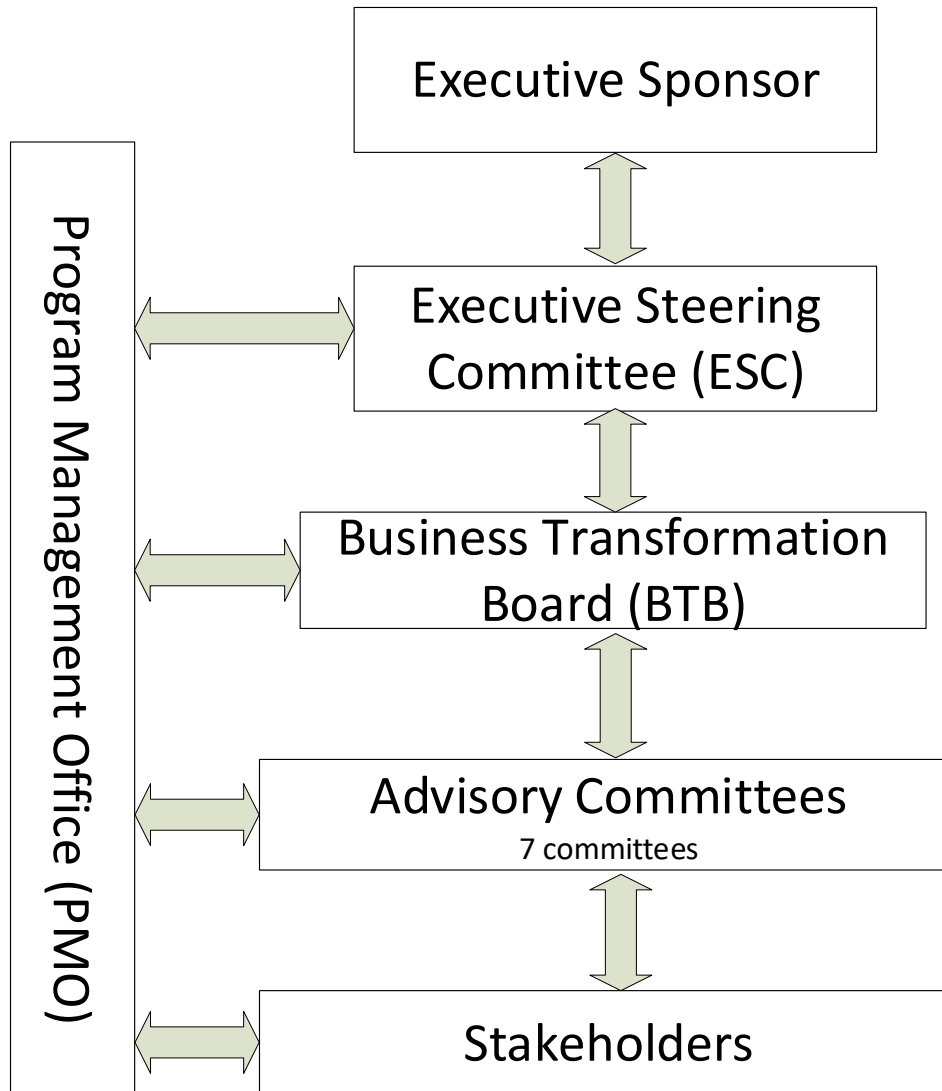 Executive Sponsor
Program Management Office (PMO)
Executive Steering
Committee (ESC)
Business Transformation
Board (BTB)
Advisory Committees
7 committees
Stakeholders